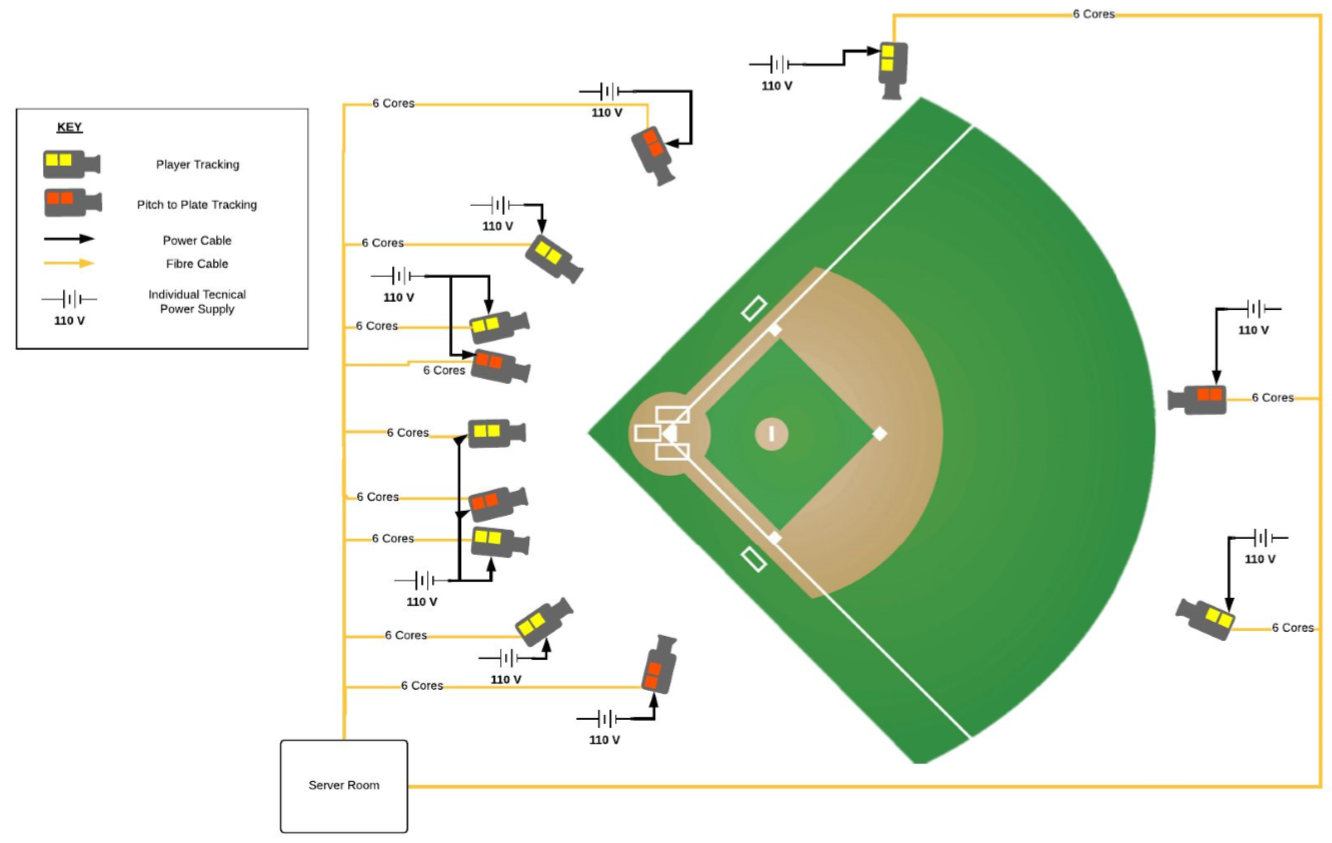 6 Cores
110 V
110 V
6 Cores
KEY
Player Tracking
Pitch to Plate Tracking
Power Cable
Fibre Cable
Individual Tecnical
Power Supply
110 V
110 V
6 Cores
110 V
6 Cores
6 Cores
110 V
6 Cores
6 Cores
6 Cores
6 Cores
110 V
110 V
6 Cores
6 Cores
110 V
6 Cores
110 V
Server Room